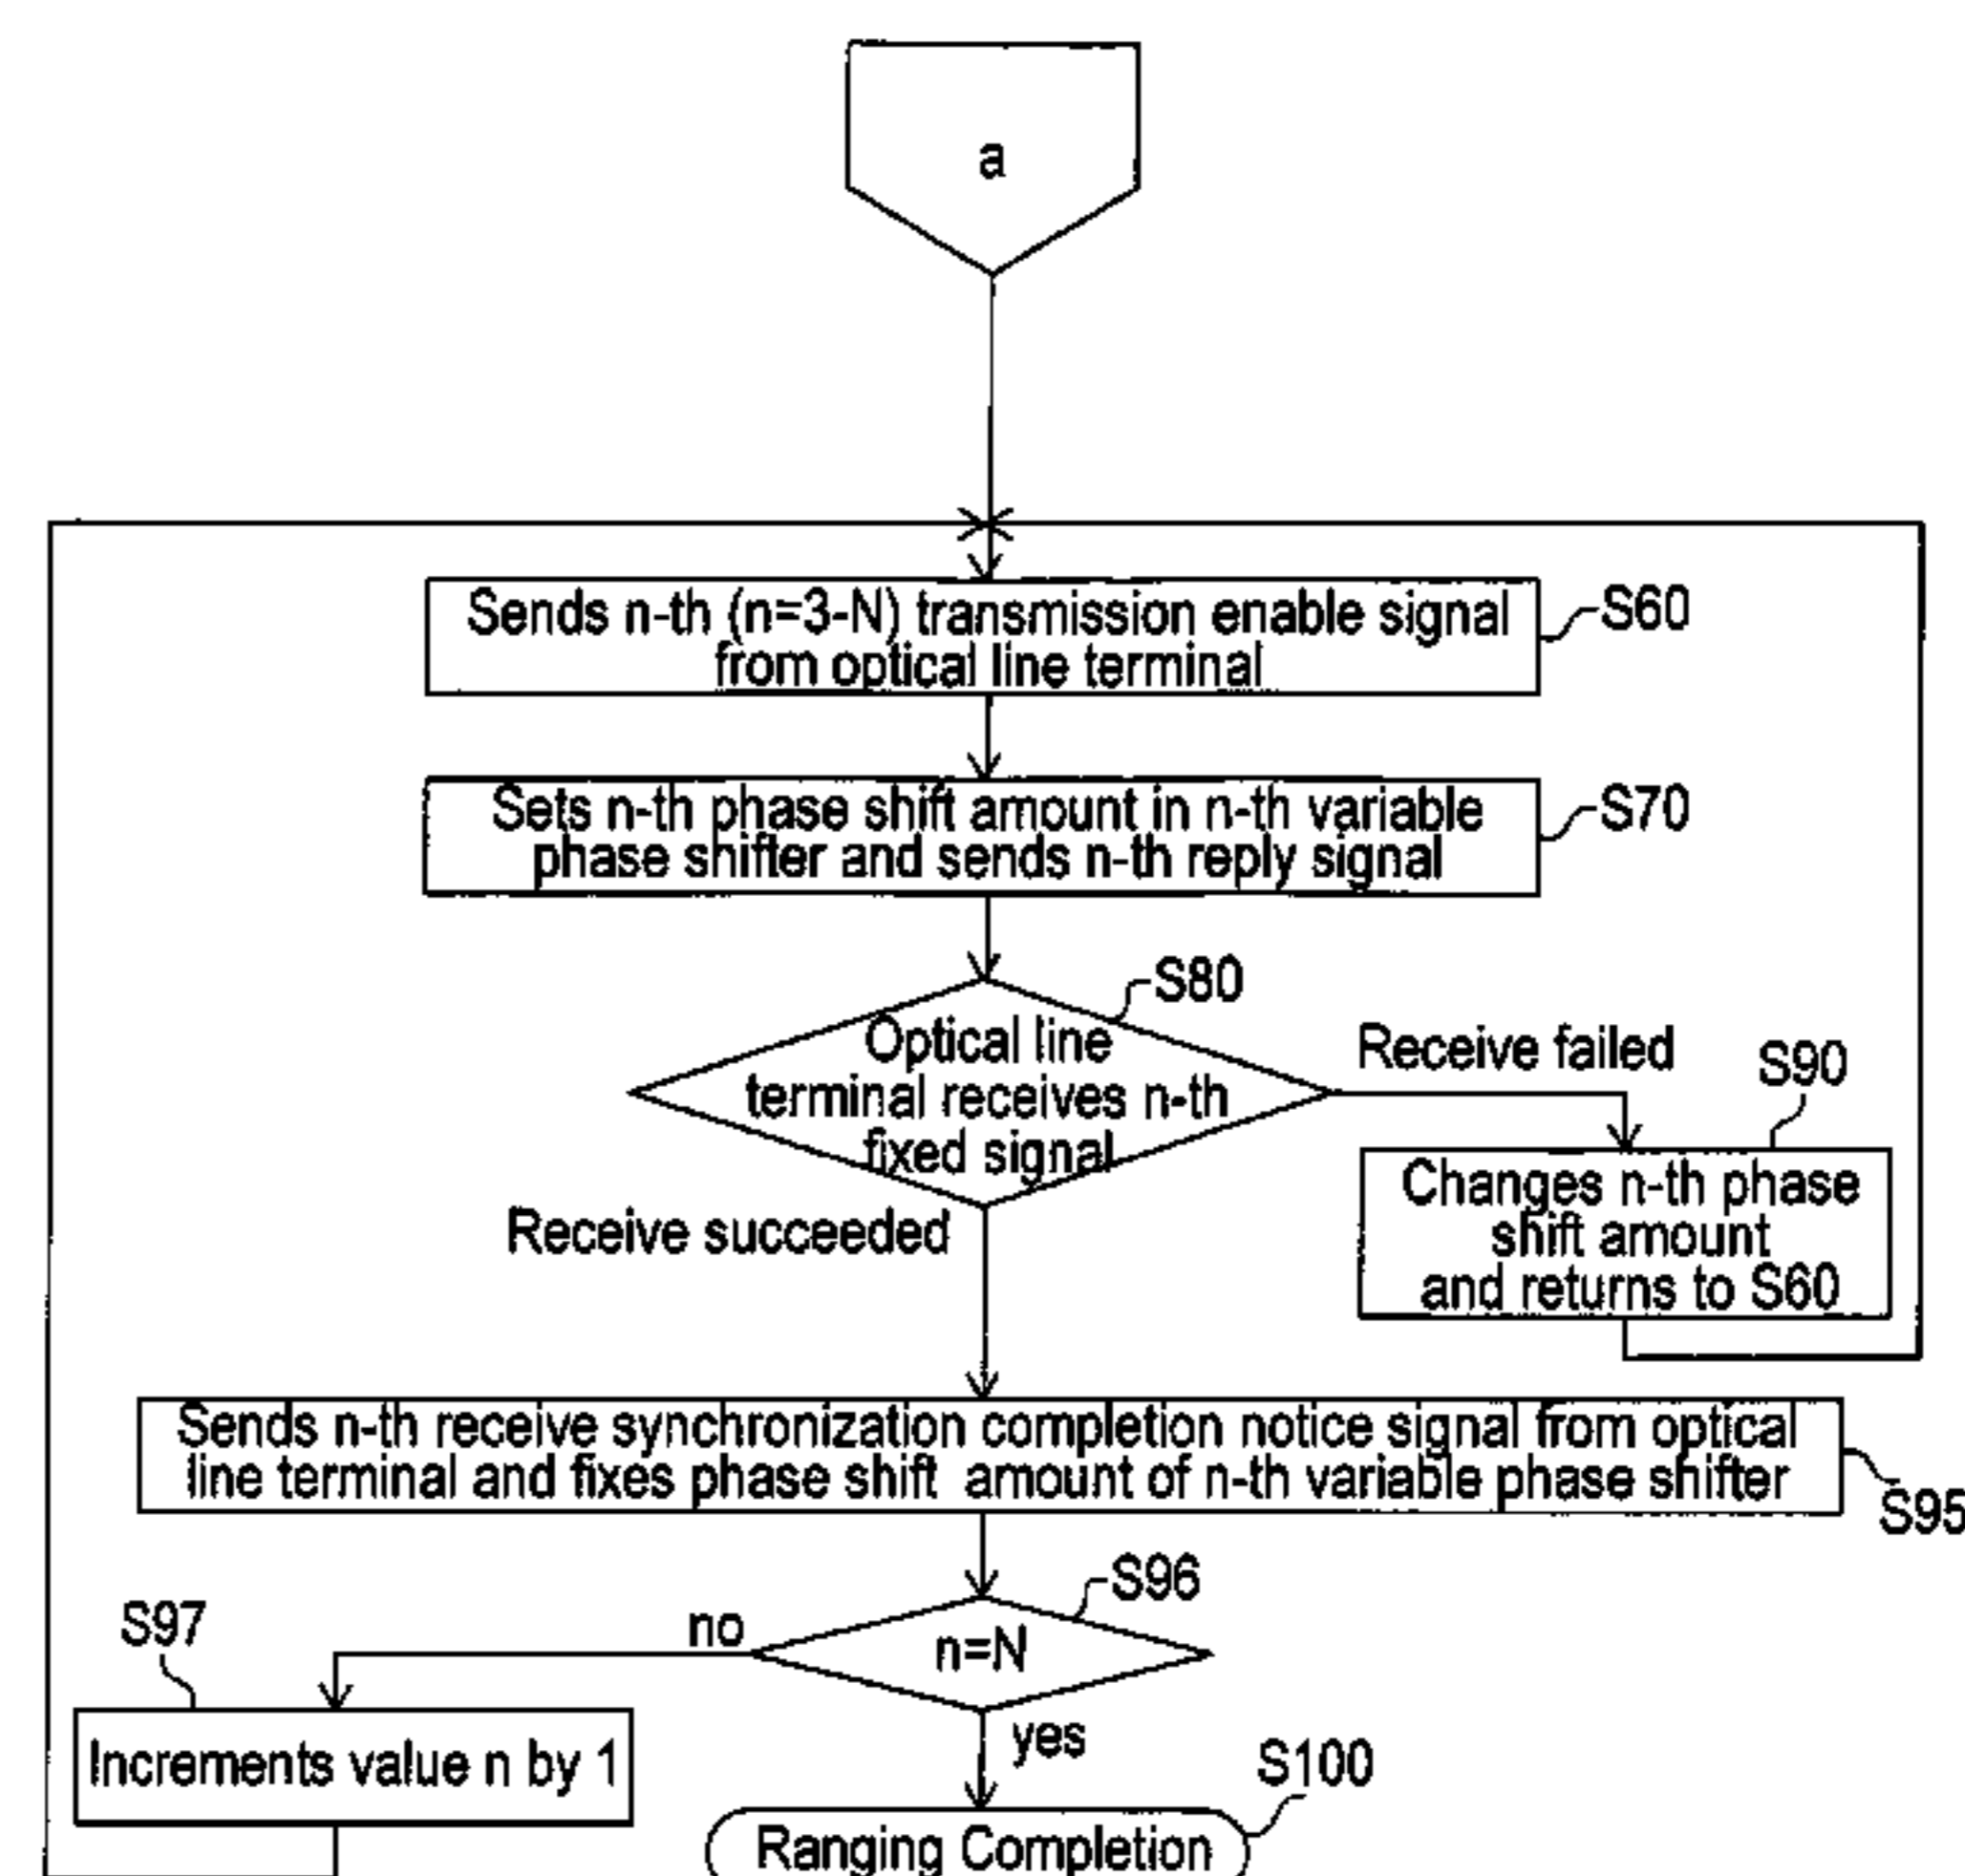 a
Sends n-th (n=3-N) transmission enable signal
from optical line terminal
S60
Sets n-th phase shift amount in n-th variable
phase shifter and sends n-th reply signal
S70
S80
Optical line
terminal receives n-th
fixed signal
Receive failed
S90
Changes n-th phase
shift amount
and returns to S60
Receive succeeded
Sends n-th receive synchronization completion notice signal from optical
line terminal and fixes phase shift amount of n-th variable phase shifter
S95
S96
n=N
no
S97
Increments value n by 1
yes
S100
Ranging Completion